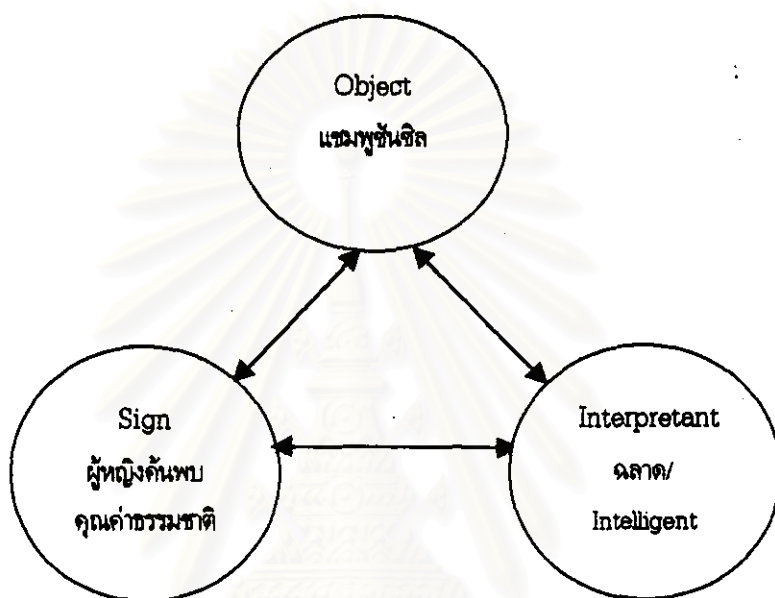 Object
แชมพูซันซิล
Sign
ผู้หญิงค้นพบ
คุณค่าธรรมชาติ
Interpretant
ฉลาด/
Intelligent